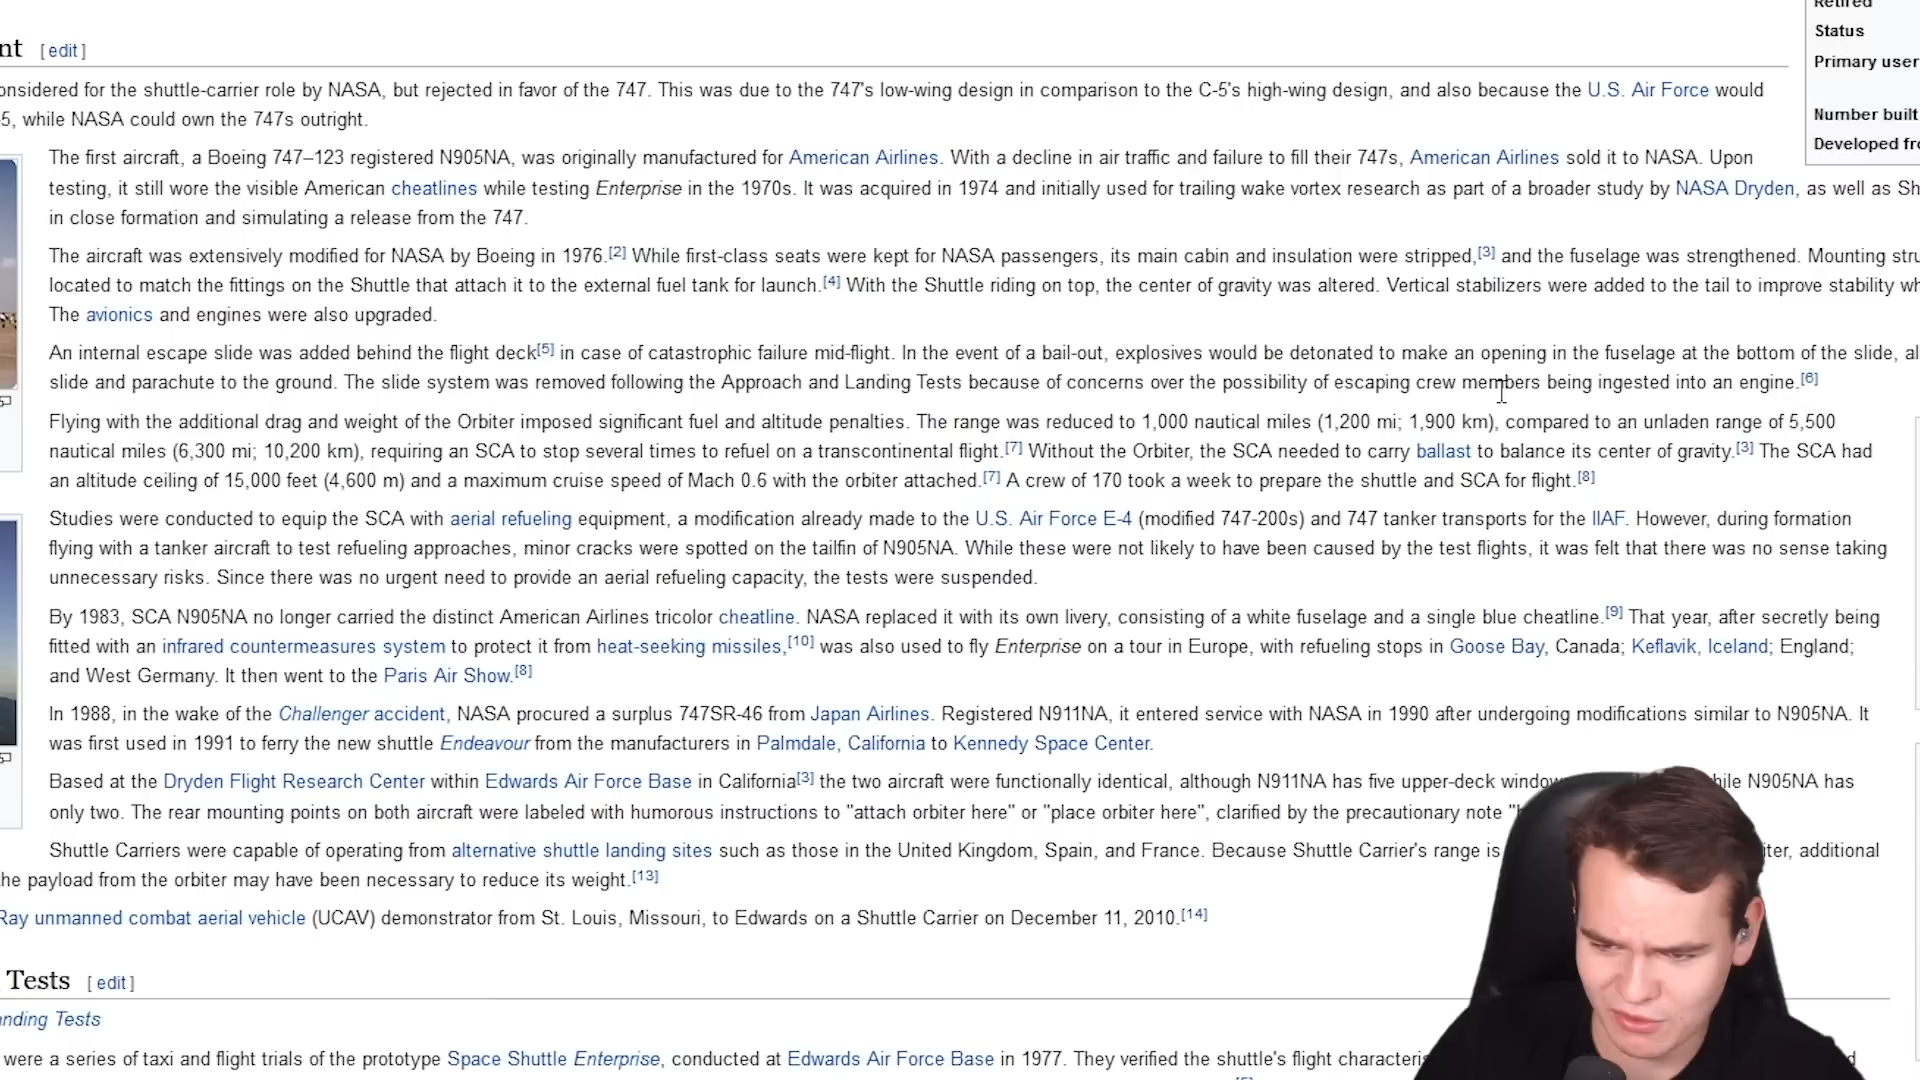 Retired
nt [ edit ]
Status
onsidered for the shuttle-carrier role by NASA, but rejected in favor of the 747. This was due to the 747's low-wing design in comparison to the C-5's high-wing design, and also because the U.S. Air Force would
Primary user
-5, while NASA could own the 747s outright.
Number built
Developed fro
The first aircraft, a Boeing 747–123 registered N905NA, was originally manufactured for American Airlines. With a decline in air traffic and failure to fill their 747s, American Airlines sold it to NASA. Upon
testing, it still wore the visible American cheatlines while testing Enterprise in the 1970s. It was acquired in 1974 and initially used for trailing wake vortex research as part of a broader study by NASA Dryden, as well as Sh
in close formation and simulating a release from the 747.
The aircraft was extensively modified for NASA by Boeing in 1976.[2] While first-class seats were kept for NASA passengers, its main cabin and insulation were stripped,[3] and the fuselage was strengthened. Mounting stru
located to match the fittings on the Shuttle that attach it to the external fuel tank for launch.[4] With the Shuttle riding on top, the center of gravity was altered. Vertical stabilizers were added to the tail to improve stability wh
The avionics and engines were also upgraded.
An internal escape slide was added behind the flight deck[5] in case of catastrophic failure mid-flight. In the event of a bail-out, explosives would be detonated to make an opening in the fuselage at the bottom of the slide, al
slide and parachute to the ground. The slide system was removed following the Approach and Landing Tests because of concerns over the possibility of escaping crew members being ingested into an engine.[6]
Flying with the additional drag and weight of the Orbiter imposed significant fuel and altitude penalties. The range was reduced to 1,000 nautical miles (1,200 mi; 1,900 km), compared to an unladen range of 5,500
nautical miles (6,300 mi; 10,200 km), requiring an SCA to stop several times to refuel on a transcontinental flight.[7] Without the Orbiter, the SCA needed to carry ballast to balance its center of gravity.[3] The SCA had
an altitude ceiling of 15,000 feet (4,600 m) and a maximum cruise speed of Mach 0.6 with the orbiter attached.[7] A crew of 170 took a week to prepare the shuttle and SCA for flight.[8]
Studies were conducted to equip the SCA with aerial refueling equipment, a modification already made to the U.S. Air Force E-4 (modified 747-200s) and 747 tanker transports for the IIAF. However, during formation
flying with a tanker aircraft to test refueling approaches, minor cracks were spotted on the tailfin of N905NA. While these were not likely to have been caused by the test flights, it was felt that there was no sense taking
unnecessary risks. Since there was no urgent need to provide an aerial refueling capacity, the tests were suspended.
By 1983, SCA N905NA no longer carried the distinct American Airlines tricolor cheatline. NASA replaced it with its own livery, consisting of a white fuselage and a single blue cheatline.[9] That year, after secretly being
fitted with an infrared countermeasures system to protect it from heat-seeking missiles,[10] was also used to fly Enterprise on a tour in Europe, with refueling stops in Goose Bay, Canada; Keflavik, Iceland; England;
and West Germany. It then went to the Paris Air Show.[8]
In 1988, in the wake of the Challenger accident, NASA procured a surplus 747SR-46 from Japan Airlines. Registered N911NA, it entered service with NASA in 1990 after undergoing modifications similar to N905NA. It
was first used in 1991 to ferry the new shuttle Endeavour from the manufacturers in Palmdale, California to Kennedy Space Center.
Based at the Dryden Flight Research Center within Edwards Air Force Base in California[3] the two aircraft were functionally identical, although N911NA has five upper-deck window hile N905NA has
only two. The rear mounting points on both aircraft were labeled with humorous instructions to "attach orbiter here" or "place orbiter here", clarified by the precautionary note "
Shuttle Carriers were capable of operating from alternative shuttle landing sites such as those in the United Kingdom, Spain, and France. Because Shuttle Carrier's range is iter, additional
he payload from the orbiter may have been necessary to reduce its weight.[13]
Ray unmanned combat aerial vehicle (UCAV) demonstrator from St. Louis, Missouri, to Edwards on a Shuttle Carrier on December 11, 2010.[14]
Tests [ edit ]
nding Tests
were a series of taxi and flight trials of the prototype Space Shuttle Enterprise, conducted at Edwards Air Force Base in 1977. They verified the shuttle's flight characteris d